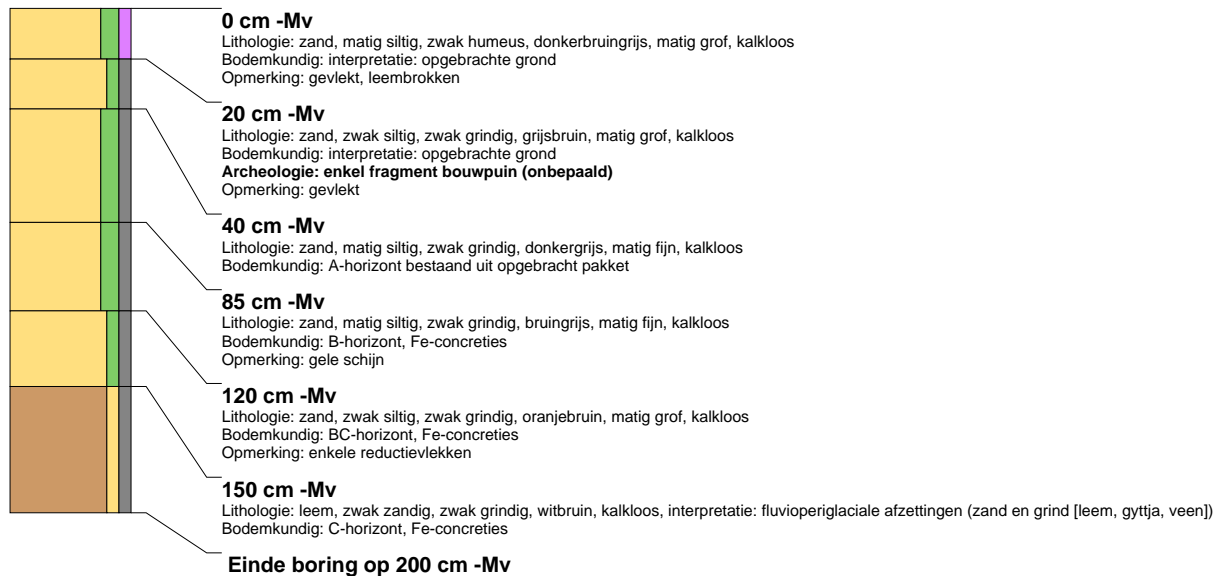 0 cm -Mv
Lithologie: zand, matig siltig, zwak humeus, donkerbruingrijs, matig grof, kalkloos
Bodemkundig: interpretatie: opgebrachte grond
Opmerking: gevlekt, leembrokken
20 cm -Mv
Lithologie: zand, zwak siltig, zwak grindig, grijsbruin, matig grof, kalkloos
Bodemkundig: interpretatie: opgebrachte grond
Archeologie: enkel fragment bouwpuin (onbepaald)
Opmerking: gevlekt
40 cm -Mv
Lithologie: zand, matig siltig, zwak grindig, donkergrijs, matig fijn, kalkloos
Bodemkundig: A-horizont bestaand uit opgebracht pakket
85 cm -Mv
Lithologie: zand, matig siltig, zwak grindig, bruingrijs, matig fijn, kalkloos
Bodemkundig: B-horizont, Fe-concreties
Opmerking: gele schijn
120 cm -Mv
Lithologie: zand, zwak siltig, zwak grindig, oranjebruin, matig grof, kalkloos
Bodemkundig: BC-horizont, Fe-concreties
Opmerking: enkele reductievlekken
150 cm -Mv
Lithologie: leem, zwak zandig, zwak grindig, witbruin, kalkloos, interpretatie: fluvioperiglaciale afzettingen (zand en grind [leem, gyttja, veen])
Bodemkundig: C-horizont, Fe-concreties
Einde boring op 200 cm -Mv